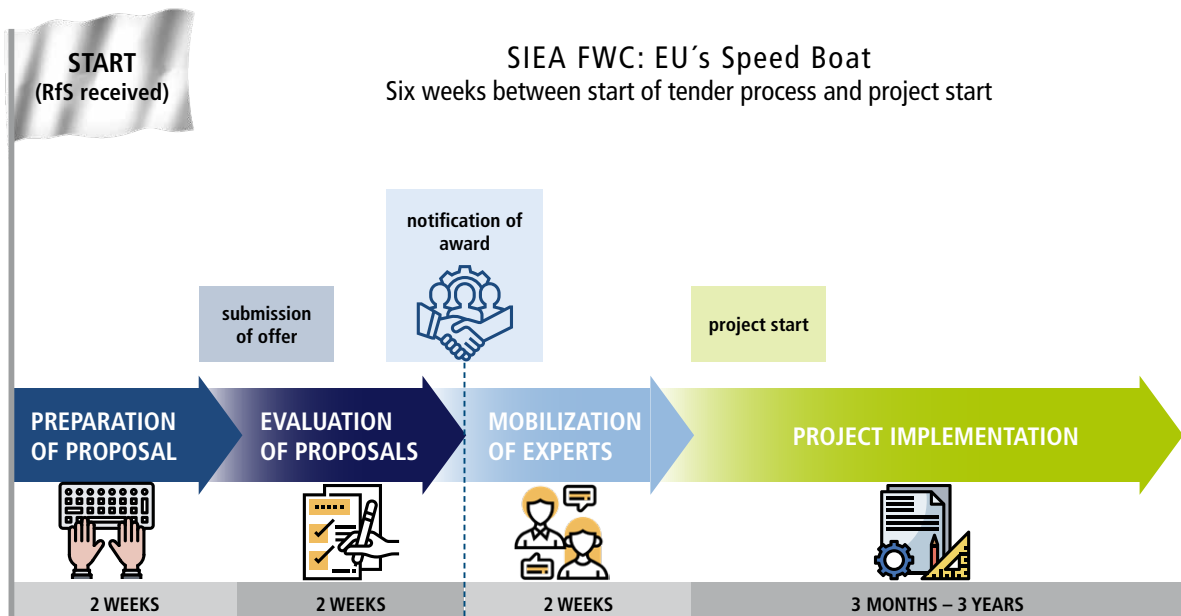 START
(RfS received)
SIEA FWC: EU´s Speed Boat
Six weeks between start of tender process and project start
notification of
award
submission
of offer
project start
PREPARATION
OF PROPOSAL
EVALUATION
OF PROPOSALS
MOBILIZATION
OF EXPERTS
PROJECT IMPLEMENTATION
2 WEEKS
2 WEEKS
2 WEEKS
3 MONTHS – 3 YEARS